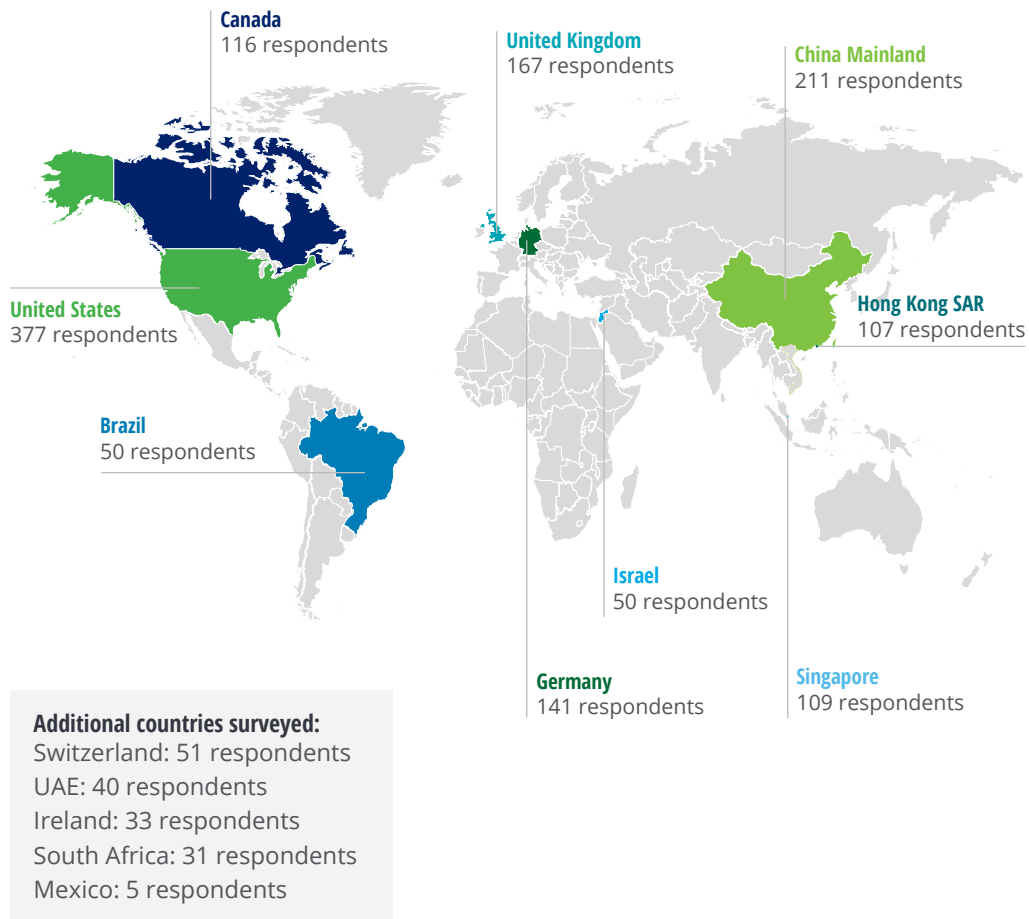 Canada
116 respondents
United Kingdom
167 respondents
China Mainland
211 respondents
United States
377 respondents
Hong Kong SAR
107 respondents
Brazil
50 respondents
Israel
50 respondents
Germany
141 respondents
Singapore
109 respondents
Additional countries surveyed:
Switzerland: 51 respondents
UAE: 40 respondents
Ireland: 33 respondents
South Africa: 31 respondents
Mexico: 5 respondents